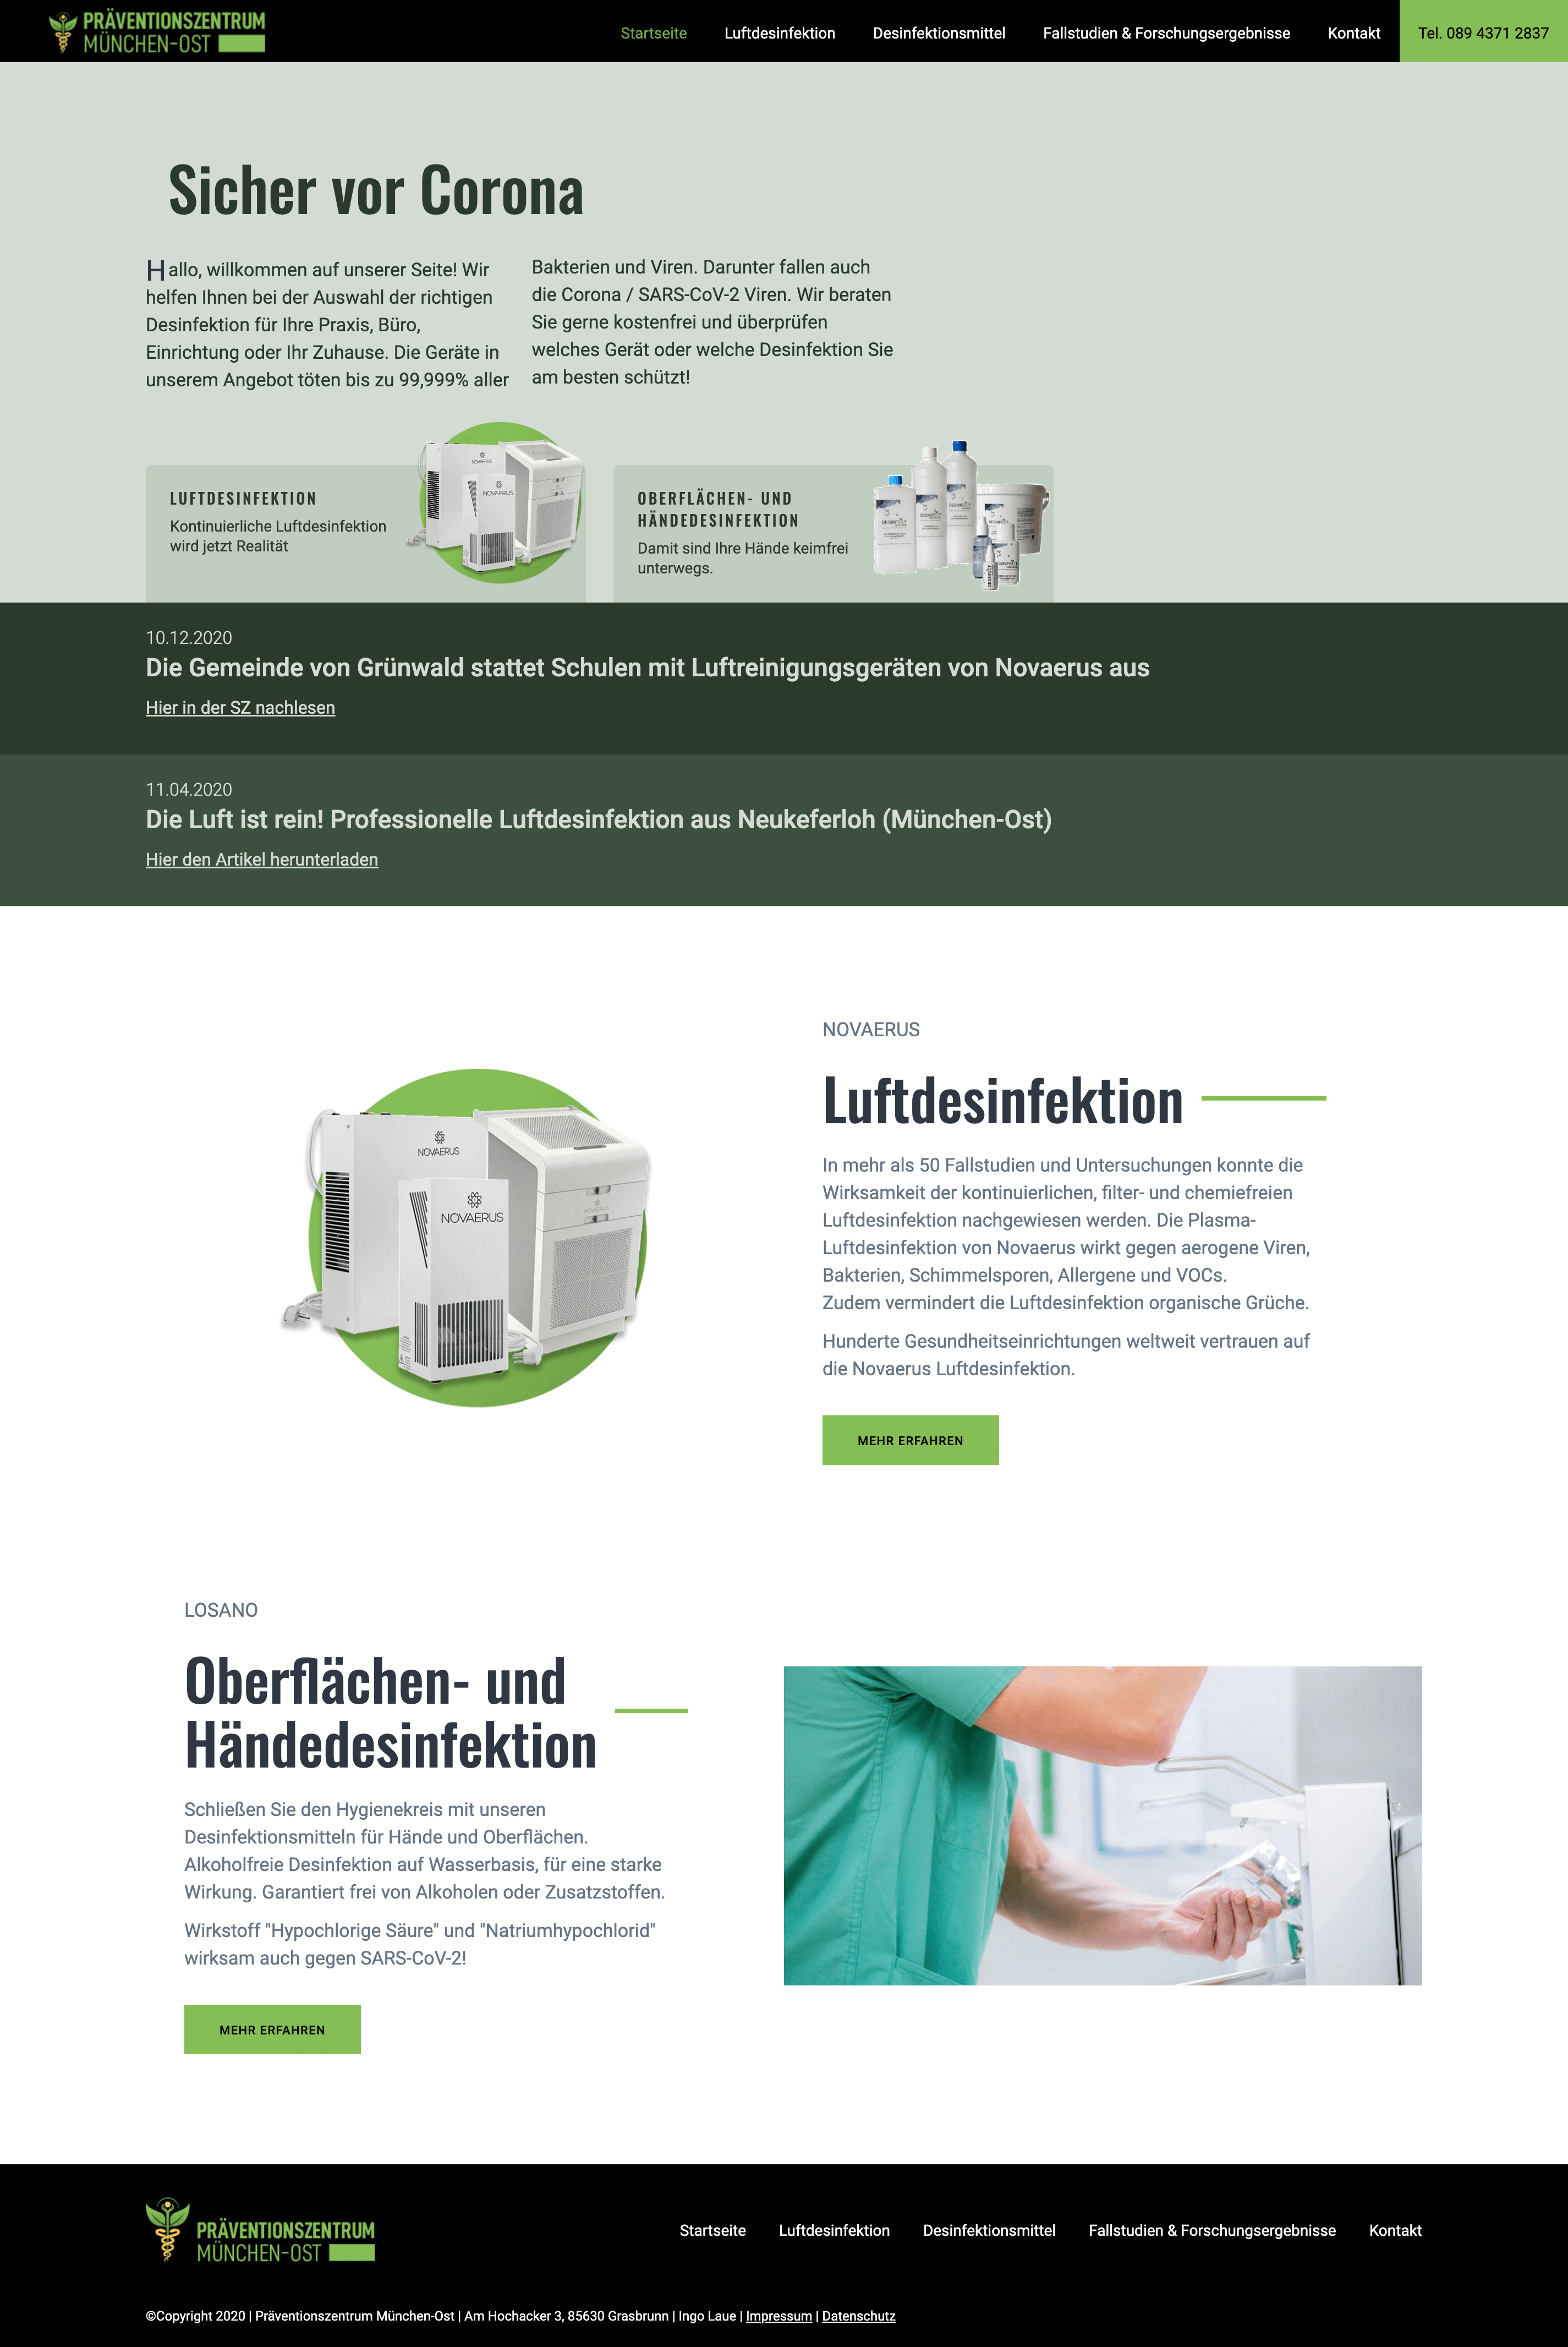 PRÄVENTIONSZENTRUM
MÜNCHEN-OST
Startseite
Luftdesinfektion
Desinfektionsmittel
Fallstudien & Forschungsergebnisse
Kontakt
Tel. 089 4371 2837
Sicher vor Corona
Hallo, willkommen auf unserer Seite! Wir
helfen Ihnen bei der Auswahl der richtigen
Desinfektion für Ihre Praxis, Büro,
Einrichtung oder Ihr Zuhause. Die Geräte in
unserem Angebot töten bis zu 99,999% aller
Bakterien und Viren. Darunter fallen auch
die Corona / SARS-CoV-2 Viren. Wir beraten
Sie gerne kostenfrei und überprüfen
welches Gerät oder welche Desinfektion Sie
am besten schützt!
LUFTDESINFEKTION
Kontinuierliche Luftdesinfektion
wird jetzt Realität
NOVAERUS
NOVAERUS
OBERFLÄCHEN- UND
HÄNDEDESINFEKTION
Damit sind Ihre Hände keimfrei
unterwegs.
10.12.2020
Die Gemeinde von Grünwald stattet Schulen mit Luftreinigungsgeräten von Novaerus aus
Hier in der SZ nachlesen
11.04.2020
Die Luft ist rein! Professionelle Luftdesinfektion aus Neukeferloh (München-Ost)
Hier den Artikel herunterladen
NOVAERUS
NOVAERUS
NOVAERUS
NOVAERUS
Luftdesinfektion
In mehr als 50 Fallstudien und Untersuchungen konnte die
Wirksamkeit der kontinuierlichen, filter- und chemiefreien
Luftdesinfektion nachgewiesen werden. Die Plasma-
Luftdesinfektion von Novaerus wirkt gegen aerogene Viren,
Bakterien, Schimmelsporen, Allergene und VOCs.
Zudem vermindert die Luftdesinfektion organische Grüche.
Hunderte Gesundheitseinrichtungen weltweit vertrauen auf
die Novaerus Luftdesinfektion.
MEHR ERFAHREN
LOSANO
Oberflächen- und
Händedesinfektion
Schließen Sie den Hygienekreis mit unseren
Desinfektionsmitteln für Hände und Oberflächen.
Alkoholfreie Desinfektion auf Wasserbasis, für eine starke
Wirkung. Garantiert frei von Alkoholen oder Zusatzstoffen.
Wirkstoff "Hypochlorige Säure" und "Natriumhypochlorid"
wirksam auch gegen SARS-CoV-2!
MEHR ERFAHREN
PRÄVENTIONSZENTRUM
MÜNCHEN-OST
Startseite
Luftdesinfektion
Desinfektionsmittel
Fallstudien & Forschungsergebnisse
Kontakt
©Copyright 2020 | Präventionszentrum München-Ost | Am Hochacker 3, 85630 Grasbrunn | Ingo Laue | Impressum | Datenschutz